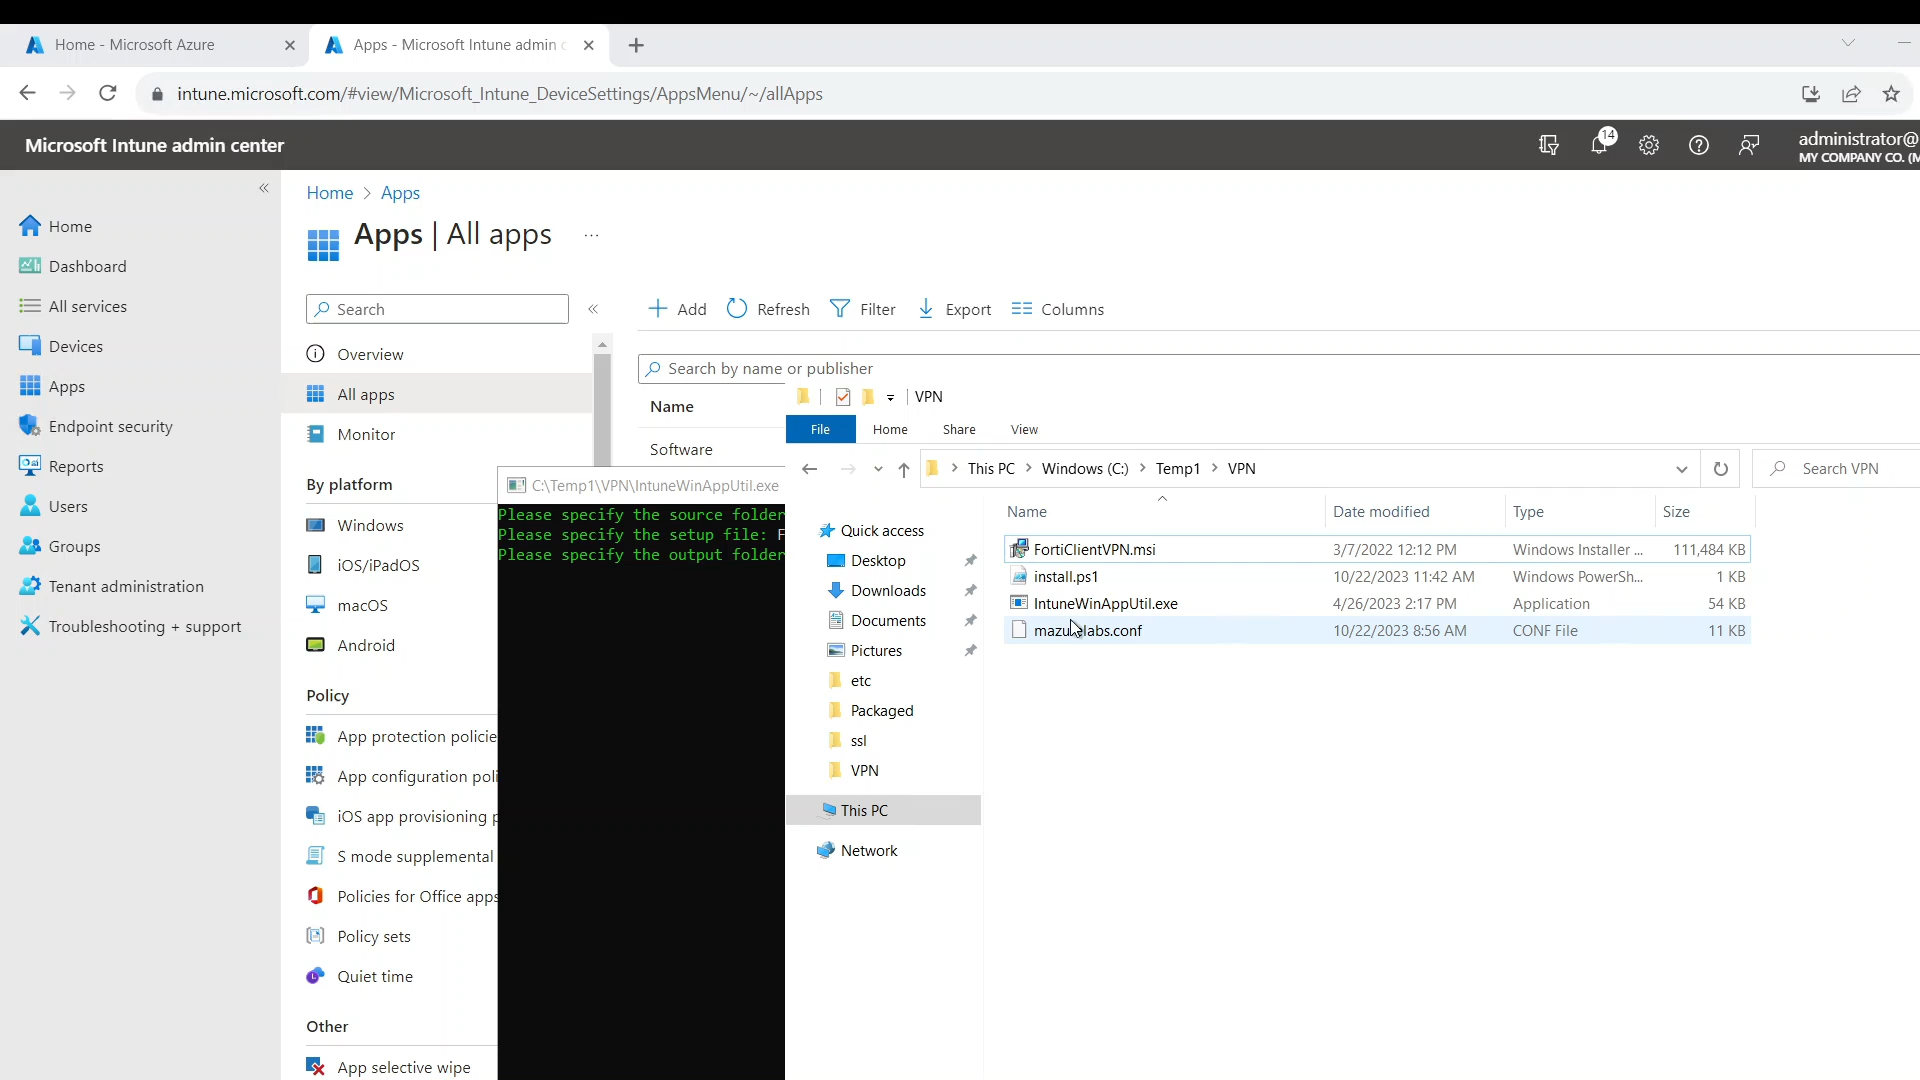 Home - Microsoft Azure
Apps - Microsoft Intune admin c
intune.microsoft.com/#view/Microsoft_Intune_DeviceSettings/AppsMenu/~/allApps
Microsoft Intune admin center
14
administrator@
MY COMPANY CO. (M
Home
Dashboard
All services
Devices
Apps
Endpoint security
Reports
Users
Groups
Tenant administration
Troubleshooting + support
Home > Apps
Apps | All apps
Search
Overview
All apps
Monitor
By platform
Windows
iOS/iPadOS
macOS
Android
Policy
App protection policie
App configuration poli
iOS app provisioning p
S mode supplemental
Policies for Office apps
Policy sets
Quiet time
Other
App selective wipe
Add
Refresh
Filter
Export
Columns
Search by name or publisher
Name
Software
C:\Temp1\VPN\IntuneWinAppUtil.exe
Please specify the source folder
Please specify the setup file: F
Please specify the output folder
VPN
File Home Share View
This PC > Windows (C:) > Temp1 > VPN
Search VPN
Quick access
Desktop
Downloads
Documents
Pictures
etc
Packaged
ssl
VPN
This PC
Network
Name Date modified Type Size
FortiClientVPN.msi 3/7/2022 12:12 PM Windows Installer ... 111,484 KB
install.ps1 10/22/2023 11:42 AM Windows PowerSh... 1 KB
IntuneWinAppUtil.exe 4/26/2023 2:17 PM Application 54 KB
10/22/2023 8:56 AM CONF File 11 KB